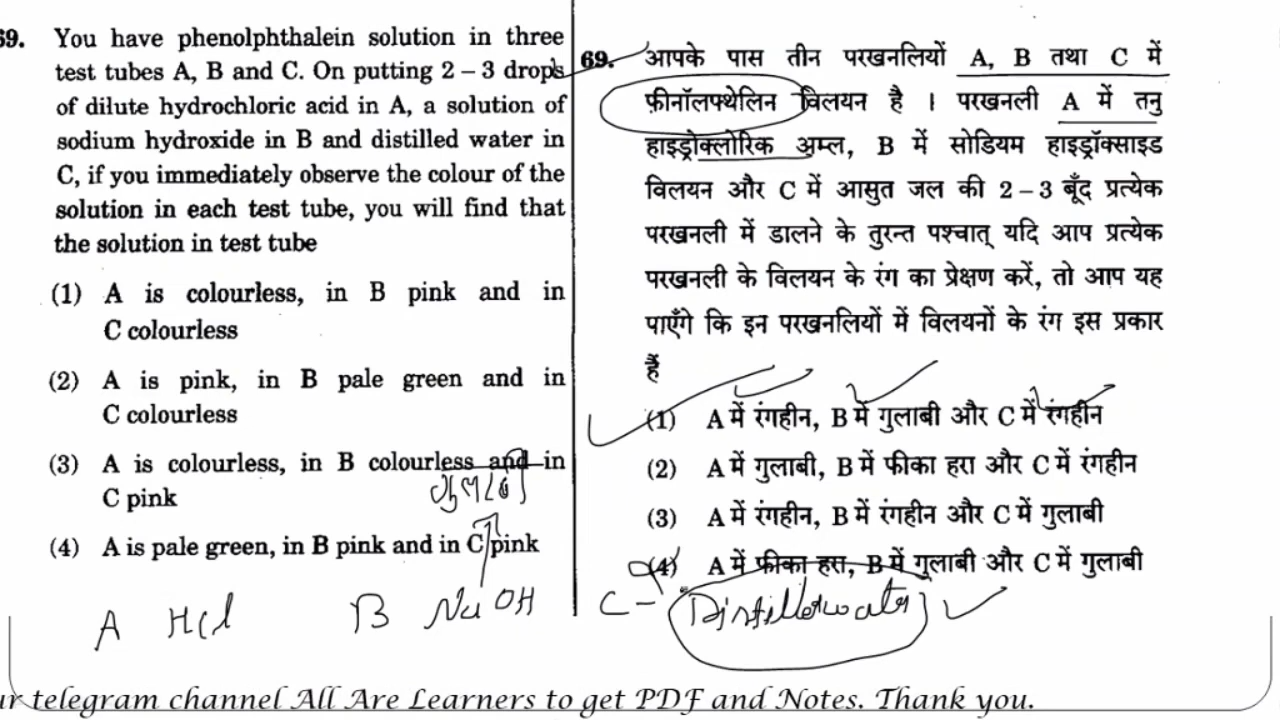 69. You have phenolphthalein solution in three
test tubes A, B and C. On putting 2 – 3 drops
of dilute hydrochloric acid in A, a solution of
sodium hydroxide in B and distilled water in
C, if you immediately observe the colour of the
solution in each test tube, you will find that
the solution in test tube
(1) A is colourless, in B pink and in
C colourless
(2) A is pink, in B pale green and in
C colourless
(3) A is colourless, in B colourless and in
C pink
(4) A is pale green, in B pink and in C pink
69. आपके पास तीन परखनलियों A, B तथा C में
फ़ीनॉलफ्थेलिन विलयन है । परखनली A में तनु
हाइड्रोक्लोरिक अम्ल, B में सोडियम हाइड्रॉक्साइड
विलयन और C में आसुत जल की 2 – 3 बूँद प्रत्येक
परखनली में डालने के तुरन्त पश्चात् यदि आप प्रत्येक
परखनली के विलयन के रंग का प्रेक्षण करें, तो आप यह
पाएँगे कि इन परखनलियों में विलयनों के रंग इस प्रकार
हैं
(1) A में रंगहीन, B में गुलाबी और C में रंगहीन
(2) A में गुलाबी, B में फीका हरा और C में रंगहीन
(3) A में रंगहीन, B में रंगहीन और C में गुलाबी
(4) A में फीका हरा, B में गुलाबी और C में गुलाबी
गुलाबी
A HCl B NaOH C –
ur telegram channel All Are Learners to get PDF and Notes. Thank you.